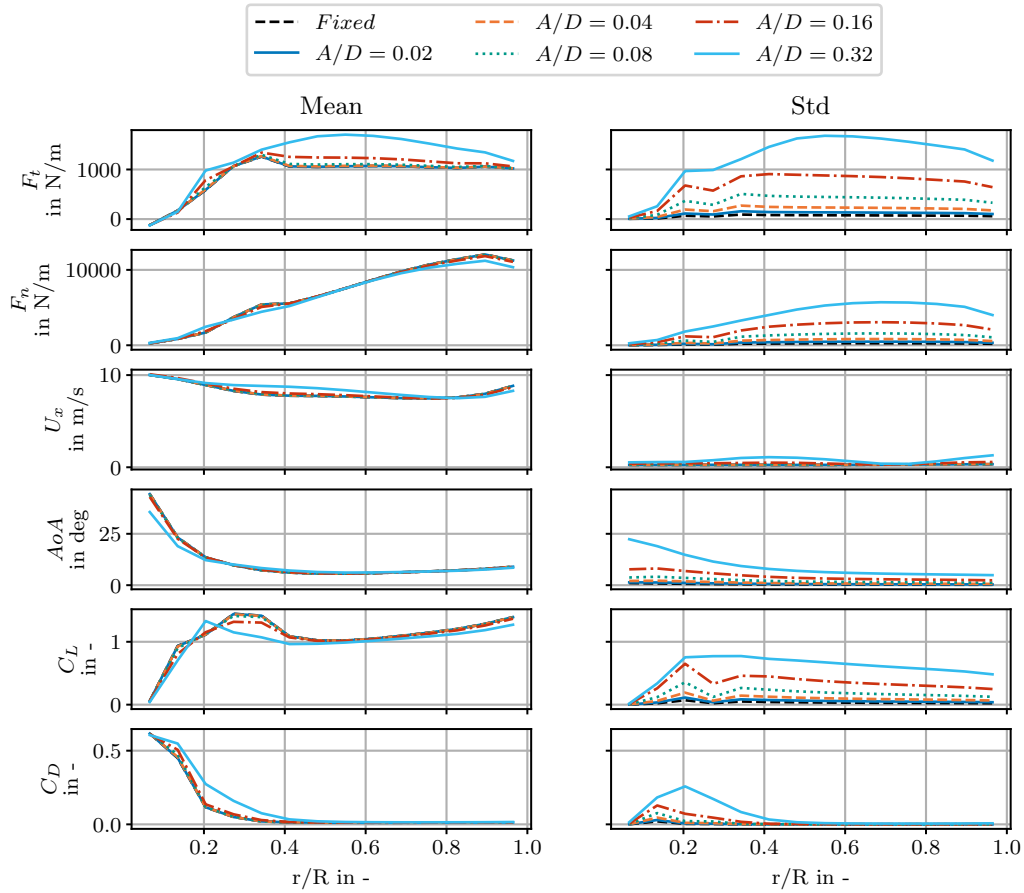 Fixed
A/D = 0.02
A/D = 0.04
A/D = 0.08
A/D = 0.16
A/D = 0.32
Mean
Std
F_t
in N/m
1000
0
F_n
in N/m
10000
0
U_x
in m/s
10
0
AoA
in deg
25
0
C_L
in -
1
0
C_D
in -
0.5
0.0
0.2 0.4 0.6 0.8 1.0
r/R in -
0.2 0.4 0.6 0.8 1.0
r/R in -